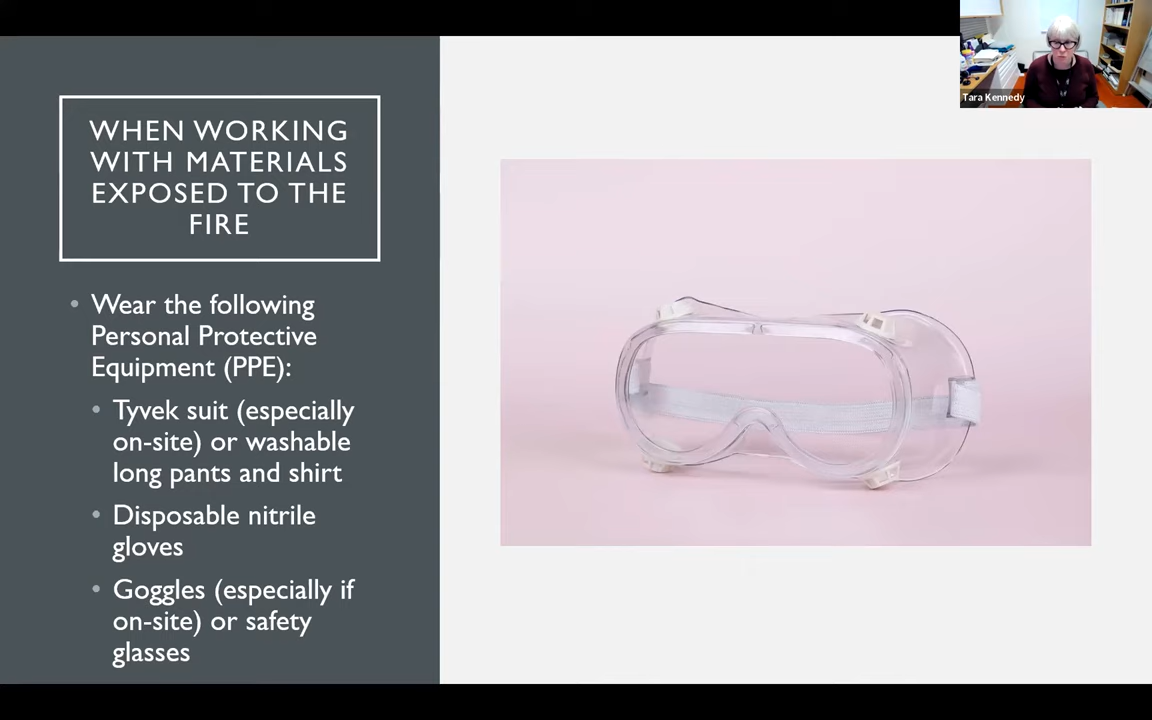 WHEN WORKING
WITH MATERIALS
EXPOSED TO THE
FIRE
• Wear the following
Personal Protective
Equipment (PPE):
• Tyvek suit (especially
on-site) or washable
long pants and shirt
• Disposable nitrile
gloves
• Goggles (especially if
on-site) or safety
glasses
Tara Kennedy